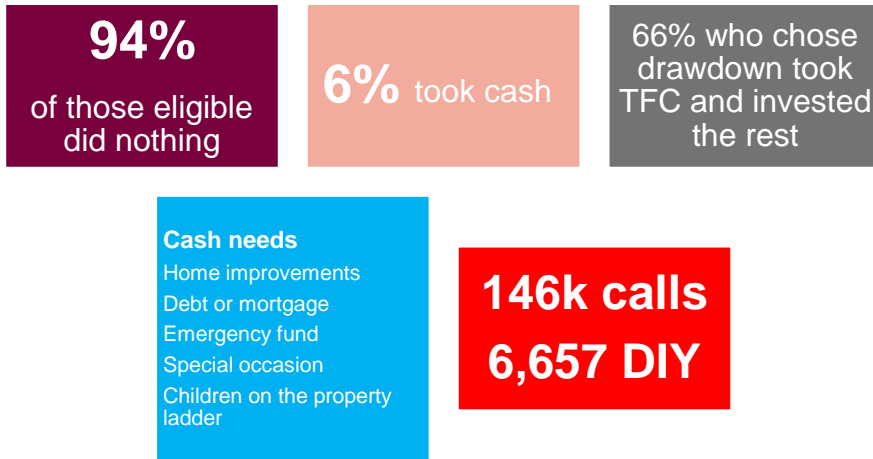 94%
of those eligible
did nothing
6% took cash
66% who chose
drawdown took
TFC and invested
the rest
Cash needs
Home improvements
Debt or mortgage
Emergency fund
Special occasion
Children on the property
ladder
146k calls
6,657 DIY